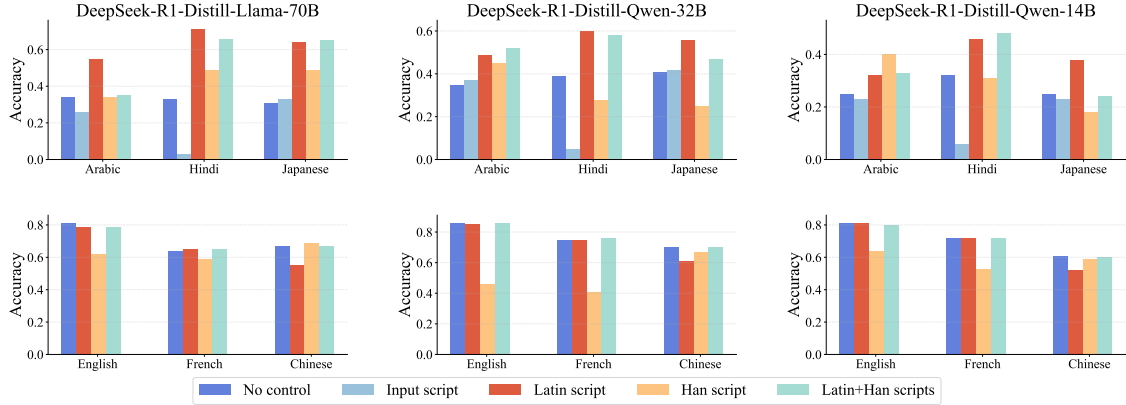 DeepSeek-R1-Distill-Llama-70B
DeepSeek-R1-Distill-Qwen-32B
DeepSeek-R1-Distill-Qwen-14B
Accuracy
0.6
0.4
0.2
0.0
Arabic
Hindi
Japanese
Accuracy
0.6
0.4
0.2
0.0
Arabic
Hindi
Japanese
Accuracy
0.4
0.2
0.0
Arabic
Hindi
Japanese
Accuracy
0.8
0.6
0.4
0.2
0.0
English
French
Chinese
Accuracy
0.8
0.6
0.4
0.2
0.0
English
French
Chinese
Accuracy
0.8
0.6
0.4
0.2
0.0
English
French
Chinese
No control
Input script
Latin script
Han script
Latin+Han scripts